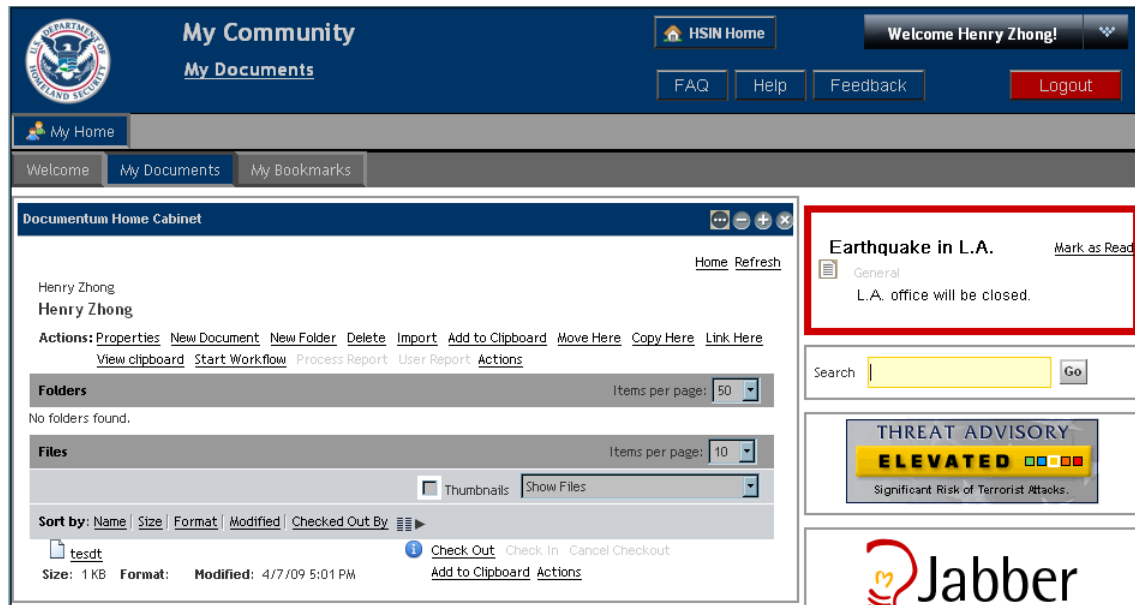 U.S. DEPARTMENT OF HOMELAND SECURITY
My Community
My Documents
HSIN Home
Welcome Henry Zhong!
FAQ
Help
Feedback
Logout
My Home
Welcome
My Documents
My Bookmarks
Documentum Home Cabinet
Home Refresh
Henry Zhong
Henry Zhong
Actions: Properties New Document New Folder Delete Import Add to Clipboard Move Here Copy Here Link Here
View clipboard Start Workflow Process Report User Report Actions
Folders Items per page: 50
No folders found.
Files Items per page: 10
Thumbnails Show Files
Sort by: Name Size Format Modified Checked Out By
tesdt Check Out Check In Cancel Checkout
Size: 1 KB Format: Modified: 4/7/09 5:01 PM Add to Clipboard Actions
Earthquake in L.A. Mark as Read
General
L.A. office will be closed.
Search Go
THREAT ADVISORY
ELEVATED
Significant Risk of Terrorist Attacks.
Jabber